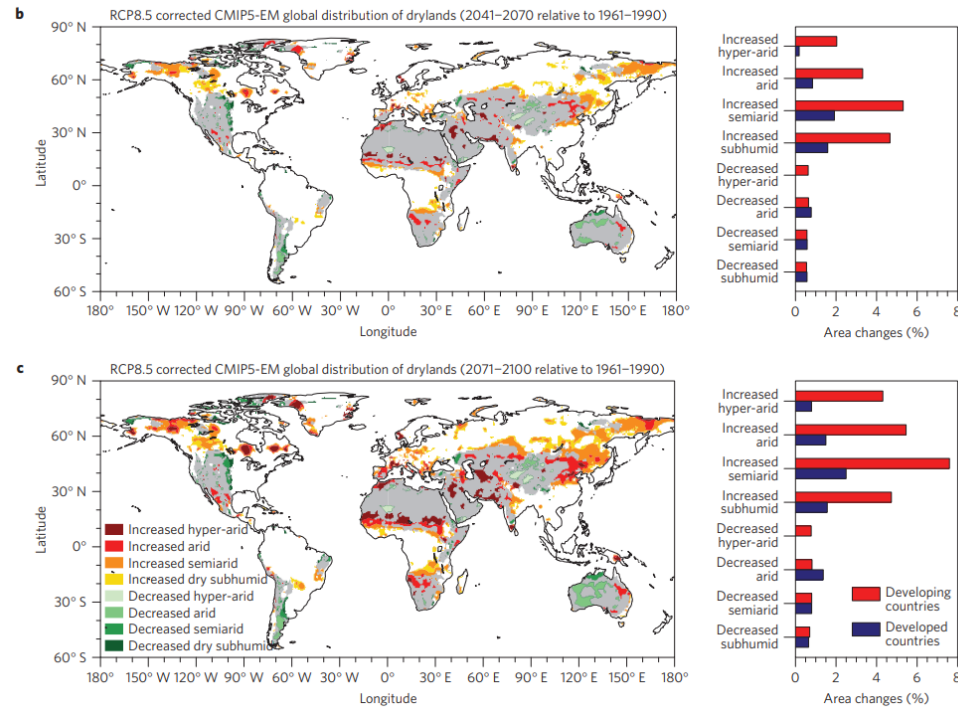 b
RCP8.5 corrected CMIP5-EM global distribution of drylands (2041–2070 relative to 1961–1990)
90° N
60° N
30° N
0°
30° S
60° S
Latitude
180° 150° W 120° W 90° W 60° W 30° W 0° 30° E 60° E 90° E 120° E 150° E 180°
Longitude
Increased
hyper-arid
Increased
arid
Increased
semiarid
Increased
subhumid
Decreased
hyper-arid
Decreased
arid
Decreased
semiarid
Decreased
subhumid
0 2 4 6 8
Area changes (%)
c
RCP8.5 corrected CMIP5-EM global distribution of drylands (2071–2100 relative to 1961–1990)
90° N
60° N
30° N
0°
30° S
60° S
Latitude
Increased hyper-arid
Increased arid
Increased semiarid
Increased dry subhumid
Decreased hyper-arid
Decreased arid
Decreased semiarid
Decreased dry subhumid
180° 150° W 120° W 90° W 60° W 30° W 0° 30° E 60° E 90° E 120° E 150° E 180°
Longitude
Increased
hyper-arid
Increased
arid
Increased
semiarid
Increased
subhumid
Decreased
hyper-arid
Decreased
arid
Decreased
semiarid
Decreased
subhumid
Developing
countries
Developed
countries
0 2 4 6 8
Area changes (%)